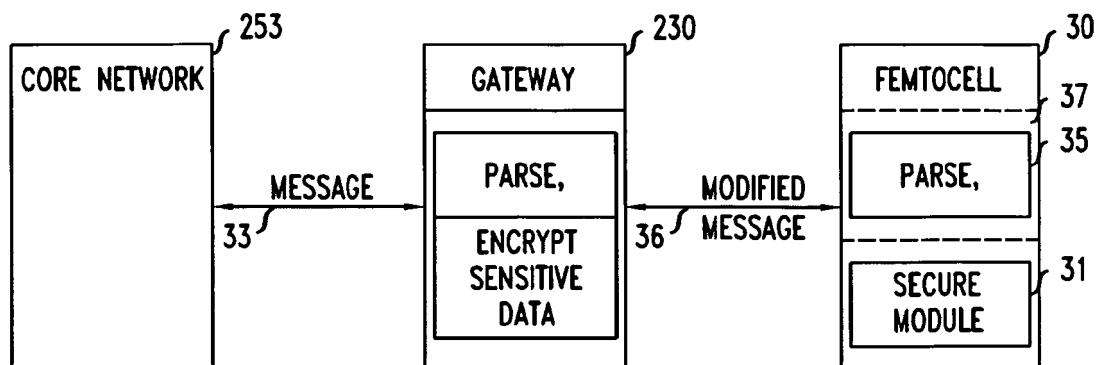 253
230
30
CORE NETWORK
GATEWAY
FEMTOCELL
37
35
PARSE,
PARSE,
MESSAGE
33
MODIFIED
MESSAGE
36
ENCRYPT
SENSITIVE
DATA
31
SECURE
MODULE